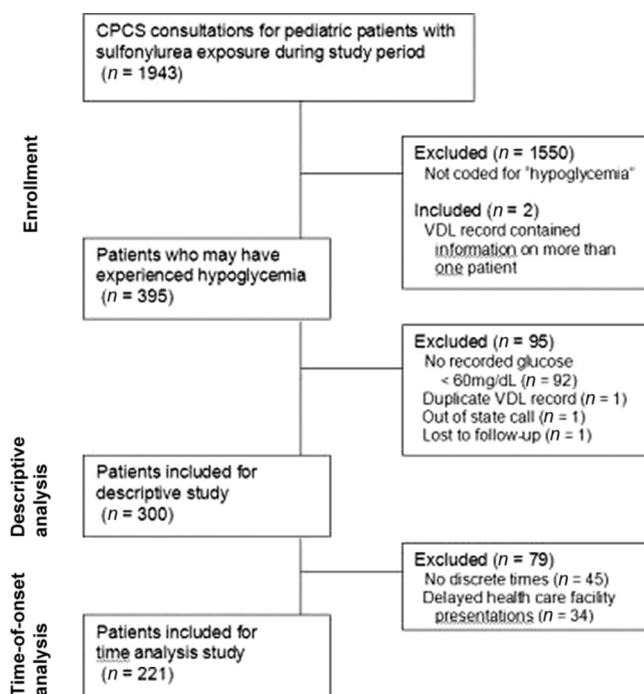 CPCS consultations for pediatric patients with
sulfonylurea exposure during study period
(n = 1943)
Enrollment
Excluded (n = 1550)
Not coded for "hypoglycemia"
Included (n = 2)
VDL record contained
information on more than
one patient
Patients who may have
experienced hypoglycemia
(n = 395)
Excluded (n = 95)
No recorded glucose
< 60mg/dL (n = 92)
Duplicate VDL record (n = 1)
Out of state call (n = 1)
Lost to follow-up (n = 1)
Descriptive
analysis
Patients included for
descriptive study
(n = 300)
Excluded (n = 79)
No discrete times (n = 45)
Delayed health care facility
presentations (n = 34)
Time-of-onset
analysis
Patients included for
time analysis study
(n = 221)